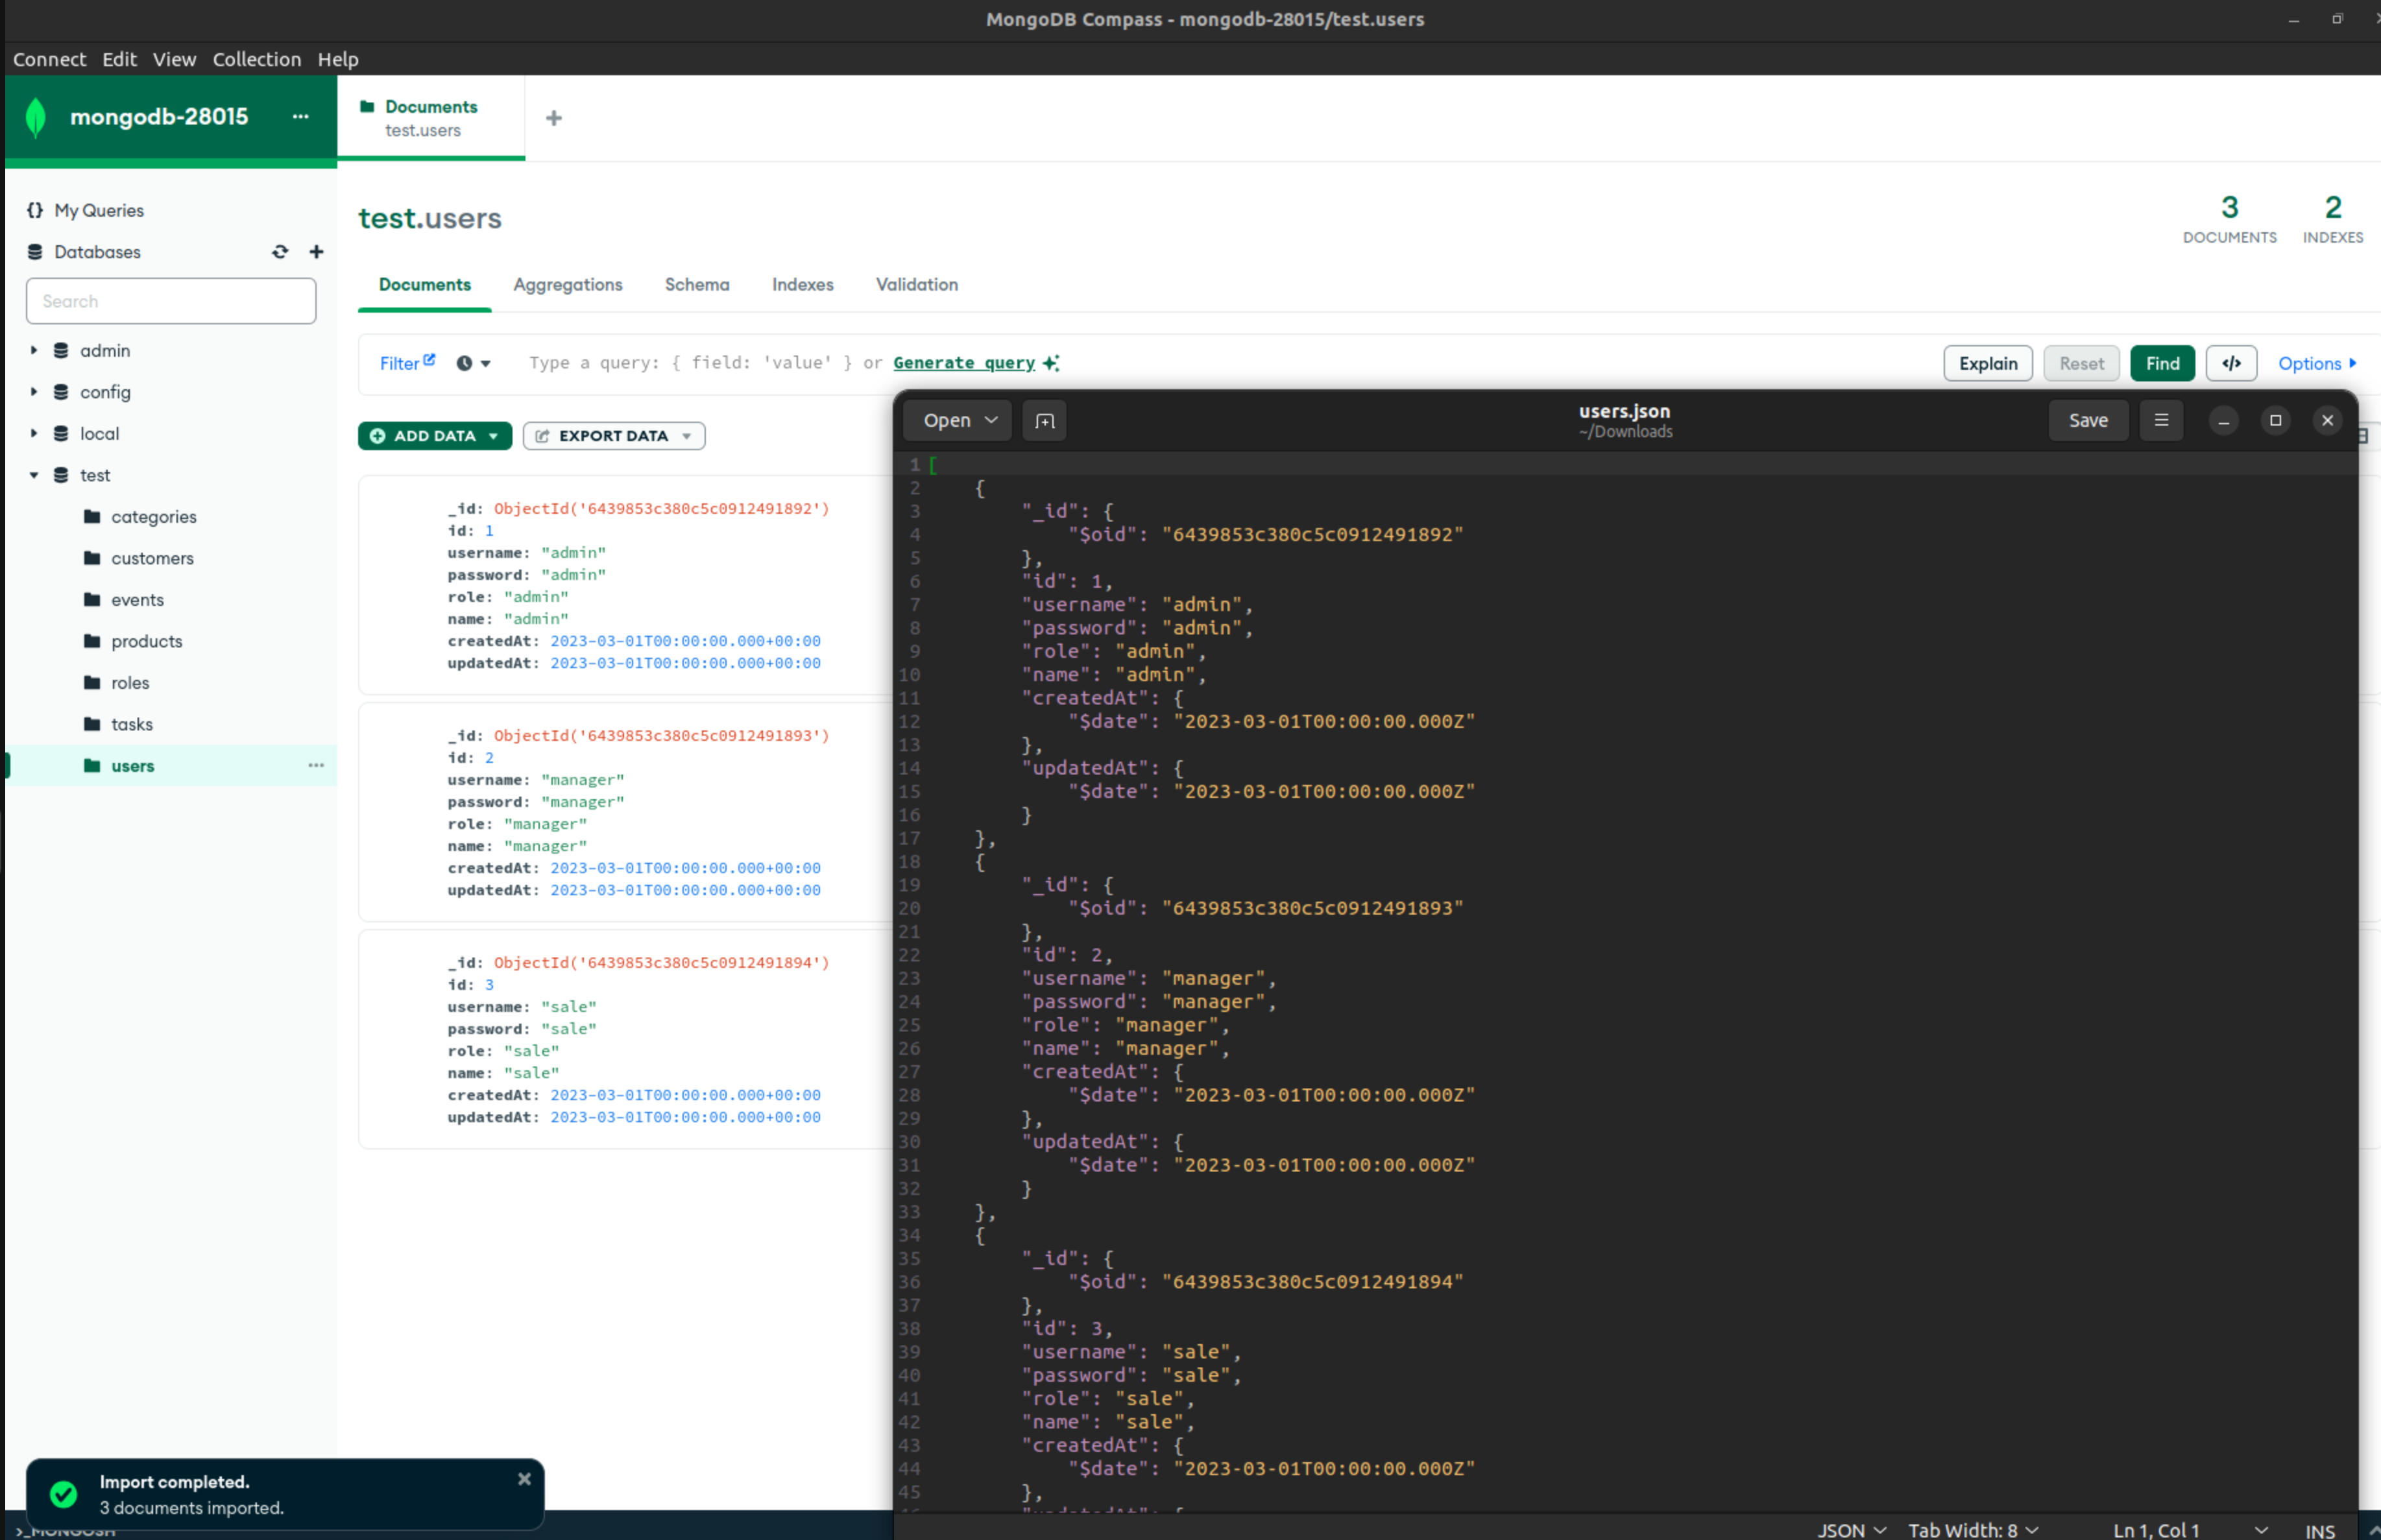 MongoDB Compass - mongodb-28015/test.users
Connect Edit View Collection Help
mongodb-28015
Documents
test.users
My Queries
Databases
Search
admin
config
local
test
categories
customers
events
products
roles
tasks
users
test.users
3
DOCUMENTS
2
INDEXES
Documents Aggregations Schema Indexes Validation
Filter Type a query: { field: 'value' } or Generate query Explain Reset Find </> Options
ADD DATA EXPORT DATA
_id: ObjectId('6439853c380c5c0912491892')
id: 1
username: "admin"
password: "admin"
role: "admin"
name: "admin"
createdAt: 2023-03-01T00:00:00.000+00:00
updatedAt: 2023-03-01T00:00:00.000+00:00
_id: ObjectId('6439853c380c5c0912491893')
id: 2
username: "manager"
password: "manager"
role: "manager"
name: "manager"
createdAt: 2023-03-01T00:00:00.000+00:00
updatedAt: 2023-03-01T00:00:00.000+00:00
_id: ObjectId('6439853c380c5c0912491894')
id: 3
username: "sale"
password: "sale"
role: "sale"
name: "sale"
createdAt: 2023-03-01T00:00:00.000+00:00
updatedAt: 2023-03-01T00:00:00.000+00:00
Import completed.
3 documents imported.
>_MONGOSH
Open
users.json
~/Downloads
Save
1 [
2 {
3 "_id": {
4 "$oid": "6439853c380c5c0912491892"
5 },
6 "id": 1,
7 "username": "admin",
8 "password": "admin",
9 "role": "admin",
10 "name": "admin",
11 "createdAt": {
12 "$date": "2023-03-01T00:00:00.000Z"
13 },
14 "updatedAt": {
15 "$date": "2023-03-01T00:00:00.000Z"
16 }
17 },
18 {
19 "_id": {
20 "$oid": "6439853c380c5c0912491893"
21 },
22 "id": 2,
23 "username": "manager",
24 "password": "manager",
25 "role": "manager",
26 "name": "manager",
27 "createdAt": {
28 "$date": "2023-03-01T00:00:00.000Z"
29 },
30 "updatedAt": {
31 "$date": "2023-03-01T00:00:00.000Z"
32 }
33 },
34 {
35 "_id": {
36 "$oid": "6439853c380c5c0912491894"
37 },
38 "id": 3,
39 "username": "sale",
40 "password": "sale",
41 "role": "sale",
42 "name": "sale",
43 "createdAt": {
44 "$date": "2023-03-01T00:00:00.000Z"
45 },
JSON Tab Width: 8 Ln 1, Col 1 INS